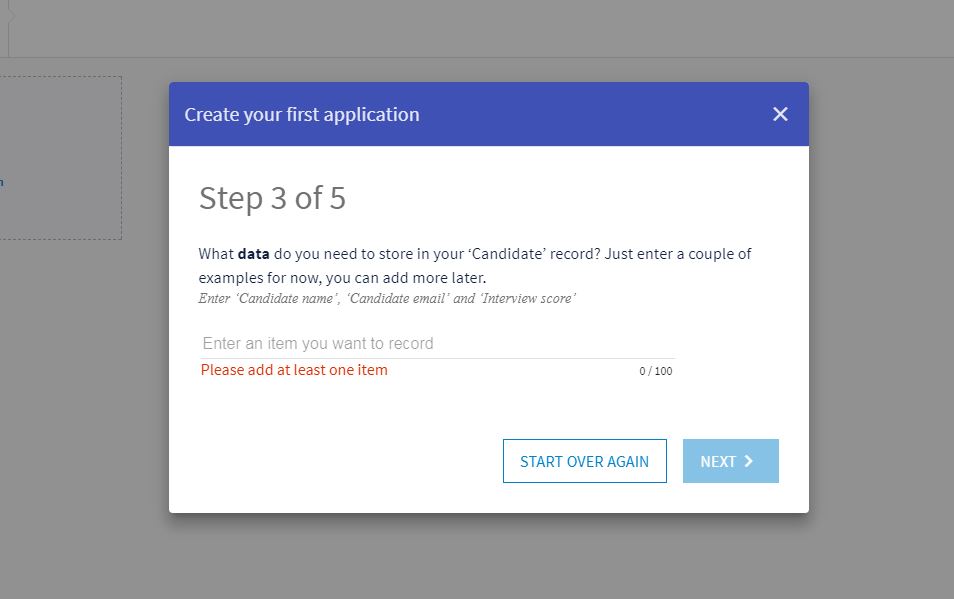 Create your first application
Step 3 of 5
What data do you need to store in your ‘Candidate’ record? Just enter a couple of
examples for now, you can add more later.
Enter ‘Candidate name’, ‘Candidate email’ and ‘Interview score’
Enter an item you want to record
Please add at least one item
0 / 100
START OVER AGAIN
NEXT